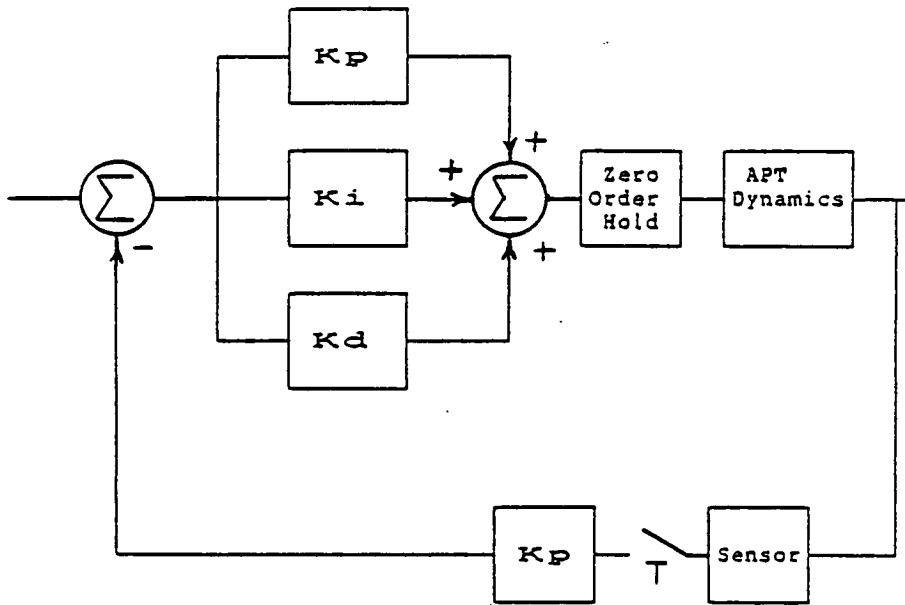 Kp
+
Σ
Ki
+
Σ
Zero
Order
Hold
APT
Dynamics
-
+
Kd
Kp
T
Sensor